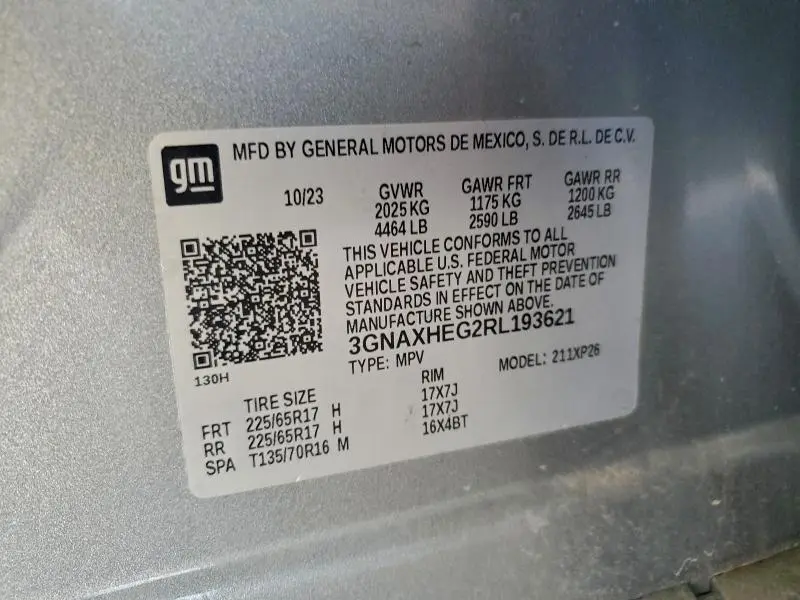 gm
MFD BY GENERAL MOTORS DE MEXICO, S. DE R.L. DE C.V.
10/23 GVWR GAWR FRT GAWR RR
2025 KG 1175 KG 1200 KG
4464 LB 2590 LB 2645 LB
THIS VEHICLE CONFORMS TO ALL
APPLICABLE U.S. FEDERAL MOTOR
VEHICLE SAFETY AND THEFT PREVENTION
STANDARDS IN EFFECT ON THE DATE OF
MANUFACTURE SHOWN ABOVE.
3GNAXHEG2RL193621
130H
TYPE: MPV MODEL: 211XP26
TIRE SIZE RIM
FRT 225/65R17 H 17X7J
RR 225/65R17 H 17X7J
SPA T135/70R16 M 16X4BT